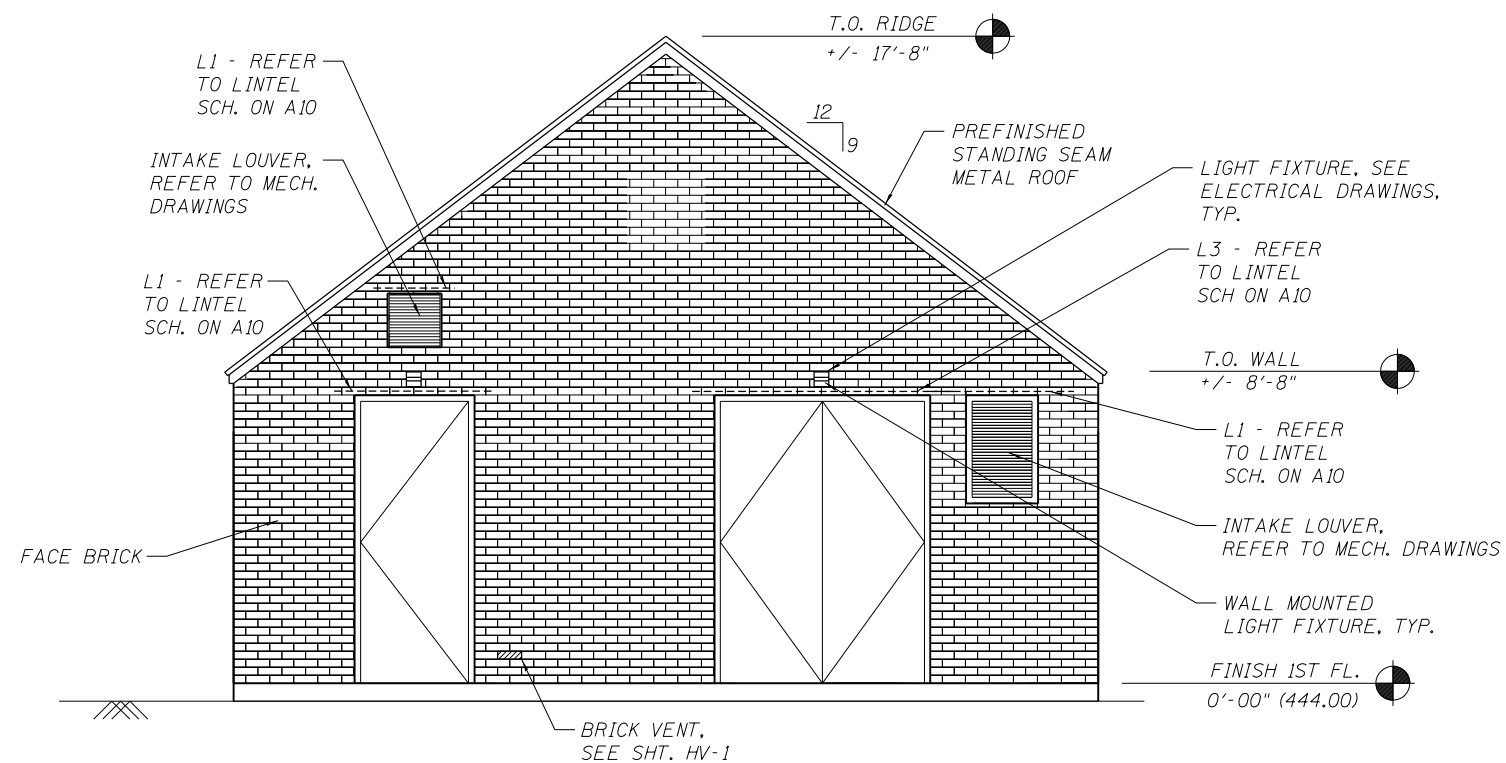 T.O. RIDGE
+/- 17'-8"
L1 - REFER
TO LINTEL
SCH. ON A10
12
9
PREFINISHED
STANDING SEAM
METAL ROOF
INTAKE LOUVER,
REFER TO MECH.
DRAWINGS
LIGHT FIXTURE, SEE
ELECTRICAL DRAWINGS,
TYP.
L3 - REFER
TO LINTEL
SCH ON A10
L1 - REFER
TO LINTEL
SCH. ON A10
T.O. WALL
+/- 8'-8"
L1 - REFER
TO LINTEL
SCH. ON A10
INTAKE LOUVER,
REFER TO MECH. DRAWINGS
FACE BRICK
WALL MOUNTED
LIGHT FIXTURE, TYP.
FINISH 1ST FL.
0'-00" (444.00)
BRICK VENT,
SEE SHT. HV-1